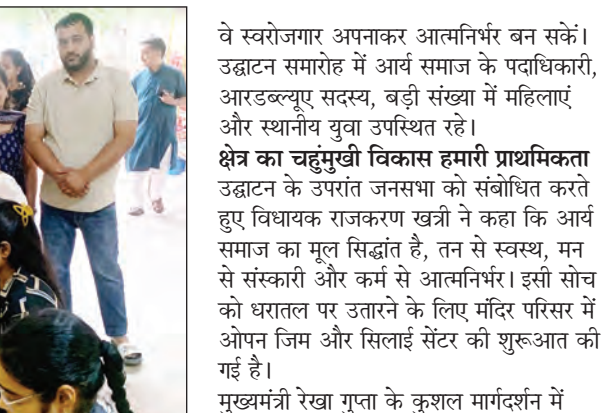 वे स्वरोजगार अपनाकर आत्मनिर्भर बन सकें।
उद्घाटन समारोह में आर्य समाज के पदाधिकारी,
आरडब्ल्यूए सदस्य, बड़ी संख्या में महिलाएं
और स्थानीय युवा उपस्थित रहे।
क्षेत्र का चहुंमुखी विकास हमारी प्राथमिकता
उद्घाटन के उपरांत जनसभा को संबोधित करते
हुए विधायक राजकरण खत्री ने कहा कि आर्य
समाज का मूल सिद्धांत है, तन से स्वस्थ, मन
से संस्कारी और कर्म से आत्मनिर्भर। इसी सोच
को धरातल पर उतारने के लिए मंदिर परिसर में
ओपन जिम और सिलाई सेंटर की शुरूआत की
गई है।
मुख्यमंत्री रेखा गुप्ता के कुशल मार्गदर्शन में